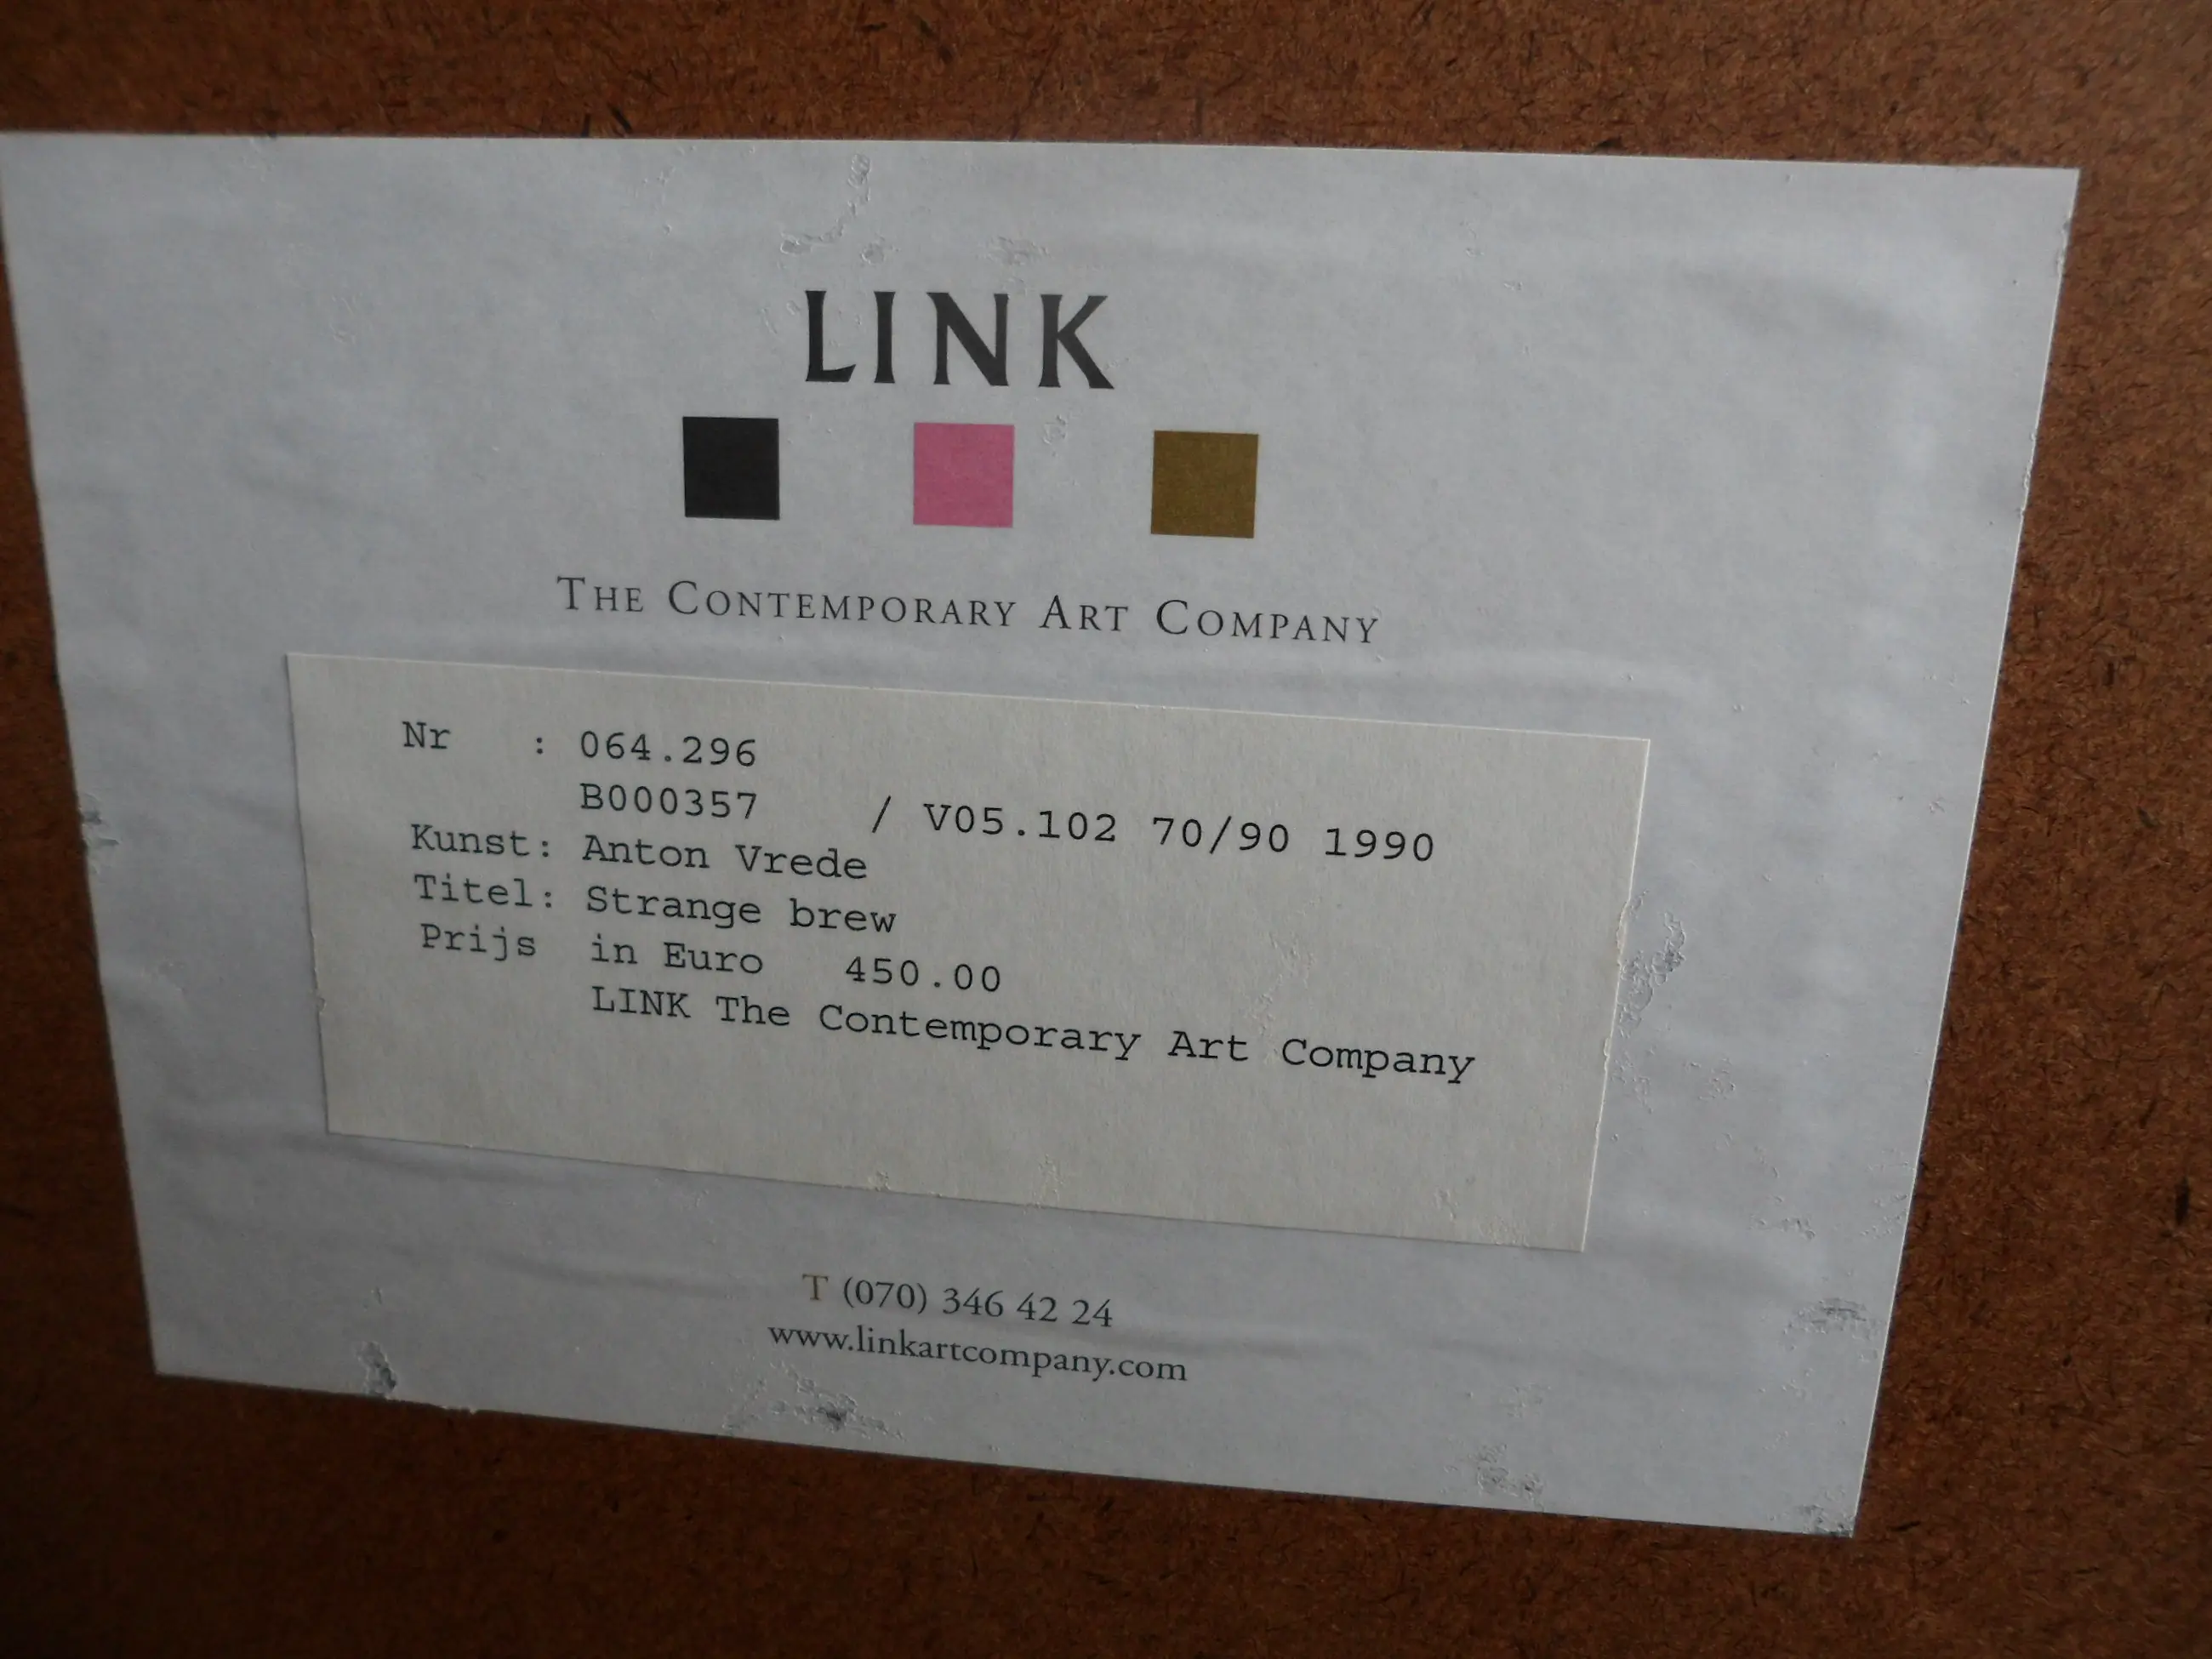 LINK
THE CONTEMPORARY ART COMPANY
Nr : 064.296
B000357 / V05.102 70/90 1990
Kunst: Anton Vrede
Titel: Strange brew
Prijs in Euro 450.00
LINK The Contemporary Art Company
T (070) 346 42 24
www.linkartcompany.com